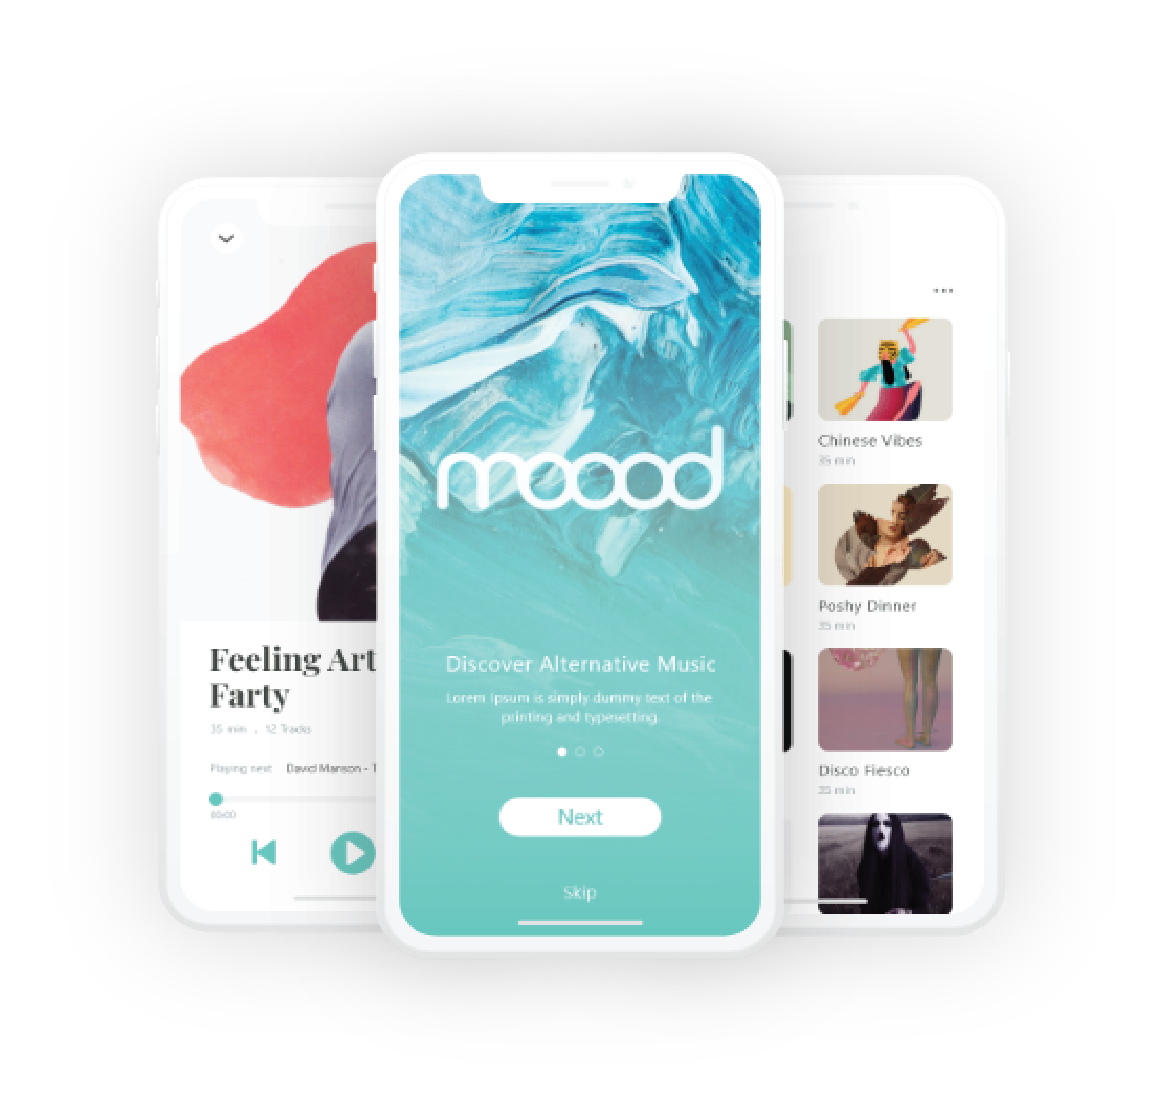 Feeling Art
Farty
35 min , 12 Tracks
Playing next David Manson - 1
00:00
moood
Discover Alternative Music
Lorem Ipsum is simply dummy text of the
printing and typesetting.
Next
Skip
Chinese Vibes
35 min
Poshy Dinner
35 min
Disco Fiesco
35 min